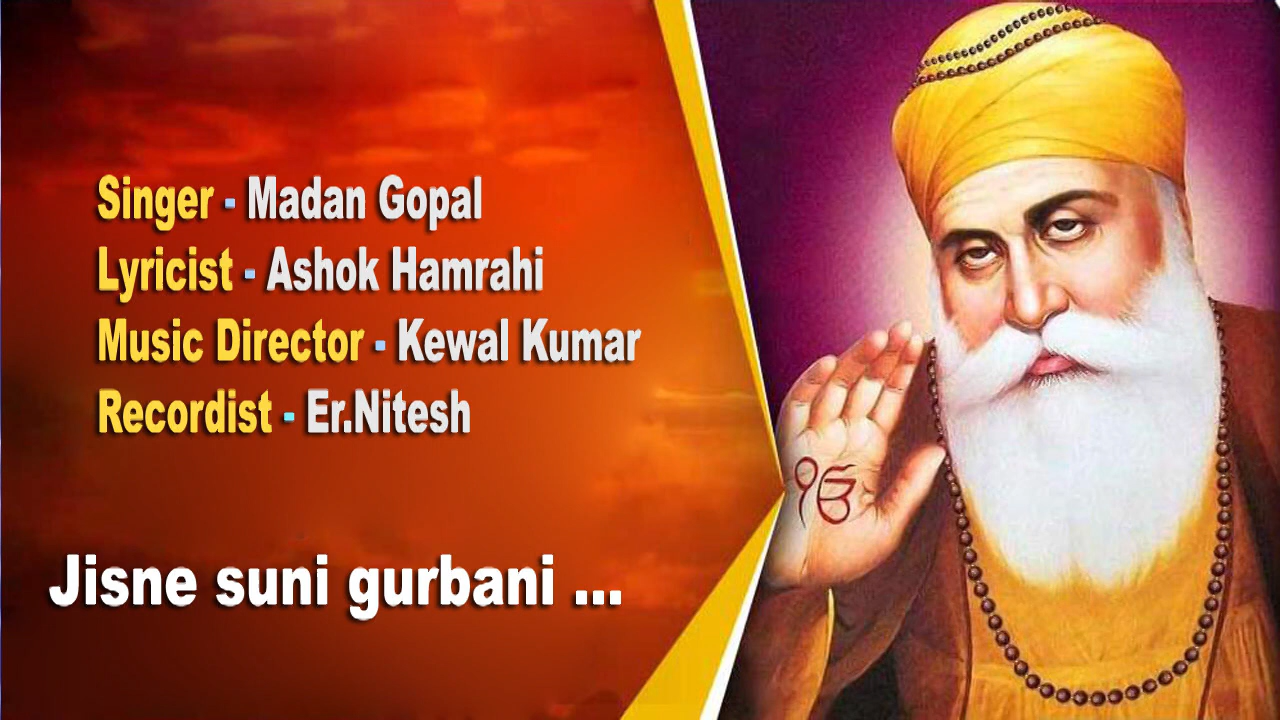 Singer - Madan Gopal
Lyricist - Ashok Hamrahi
Music Director - Kewal Kumar
Recordist - Er.Nitesh
Jisne suni gurbani ...
ੴ